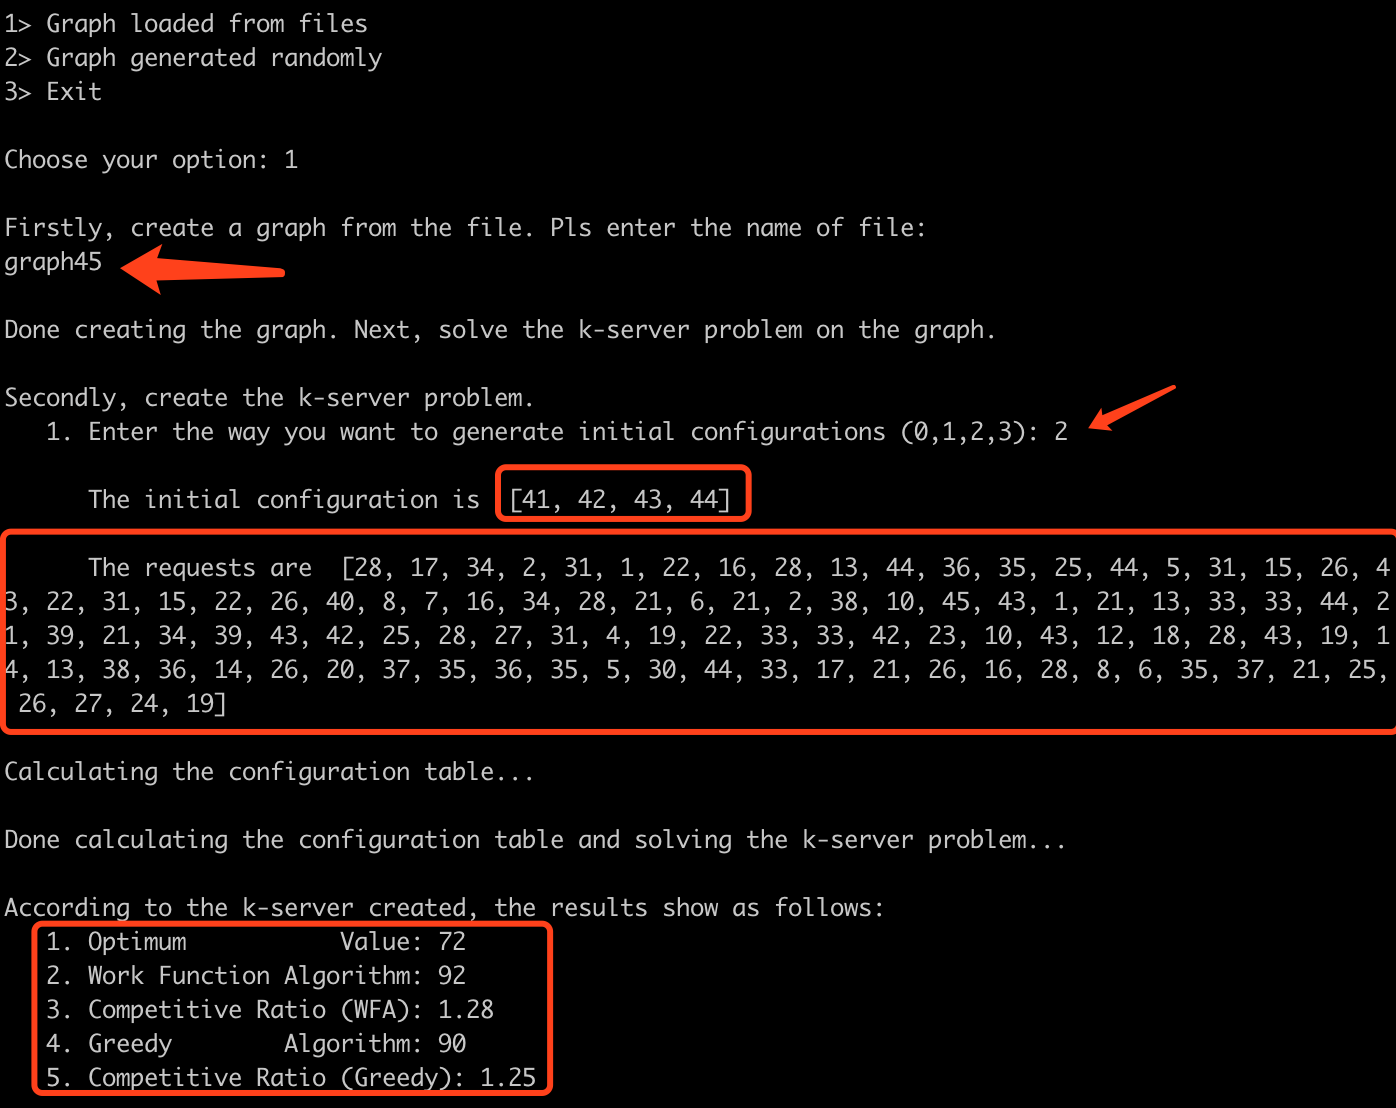 1> Graph loaded from files
2> Graph generated randomly
3> Exit
Choose your option: 1
Firstly, create a graph from the file. Pls enter the name of file:
graph45
Done creating the graph. Next, solve the k-server problem on the graph.
Secondly, create the k-server problem.
1. Enter the way you want to generate initial configurations (0,1,2,3): 2
The initial configuration is [41, 42, 43, 44]
The requests are [28, 17, 34, 2, 31, 1, 22, 16, 28, 13, 44, 36, 35, 25, 44, 5, 31, 15, 26, 4
3, 22, 31, 15, 22, 26, 40, 8, 7, 16, 34, 28, 21, 6, 21, 2, 38, 10, 45, 43, 1, 21, 13, 33, 33, 44, 2
1, 39, 21, 34, 39, 43, 42, 25, 28, 27, 31, 4, 19, 22, 33, 33, 42, 23, 10, 43, 12, 18, 28, 43, 19, 1
4, 13, 38, 36, 14, 26, 20, 37, 35, 36, 35, 5, 30, 44, 33, 17, 21, 26, 16, 28, 8, 6, 35, 37, 21, 25,
26, 27, 24, 19]
Calculating the configuration table...
Done calculating the configuration table and solving the k-server problem...
According to the k-server created, the results show as follows:
1. Optimum Value: 72
2. Work Function Algorithm: 92
3. Competitive Ratio (WFA): 1.28
4. Greedy Algorithm: 90
5. Competitive Ratio (Greedy): 1.25